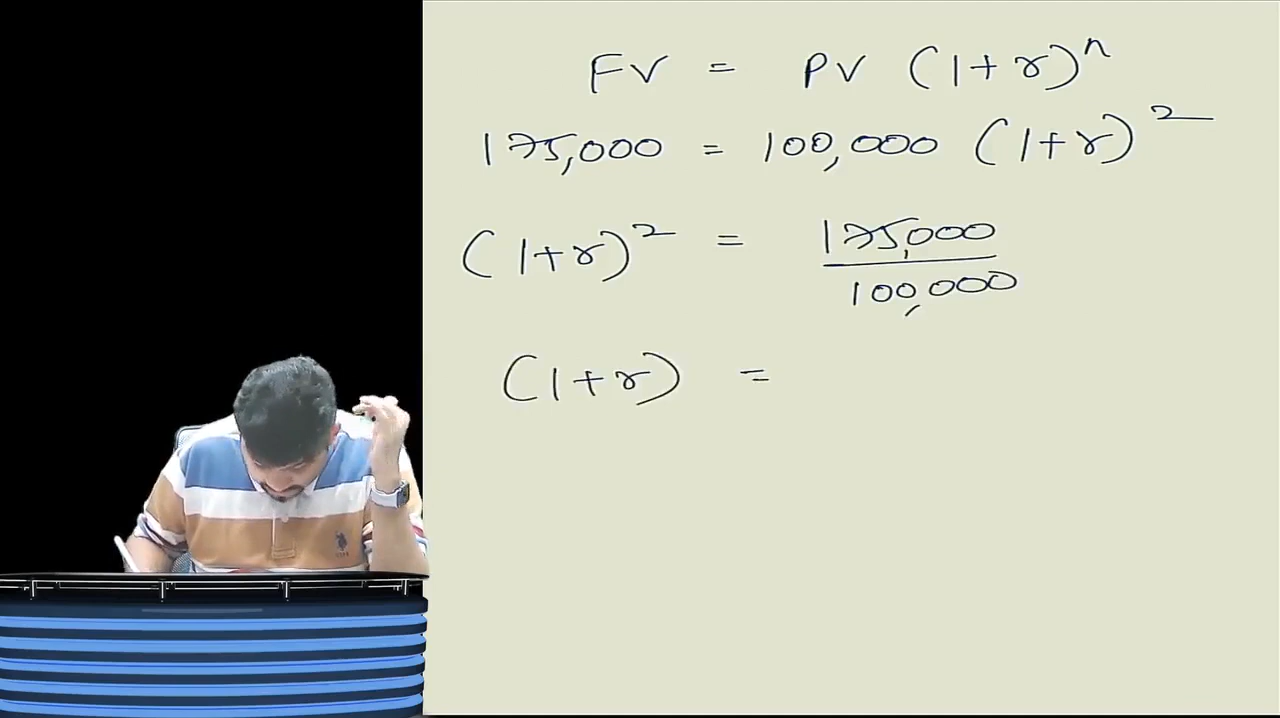 FV = PV (1+r)^n
175,000 = 100,000 (1+r)^2
(1+r)^2 = 175,000 / 100,000
(1+r) =